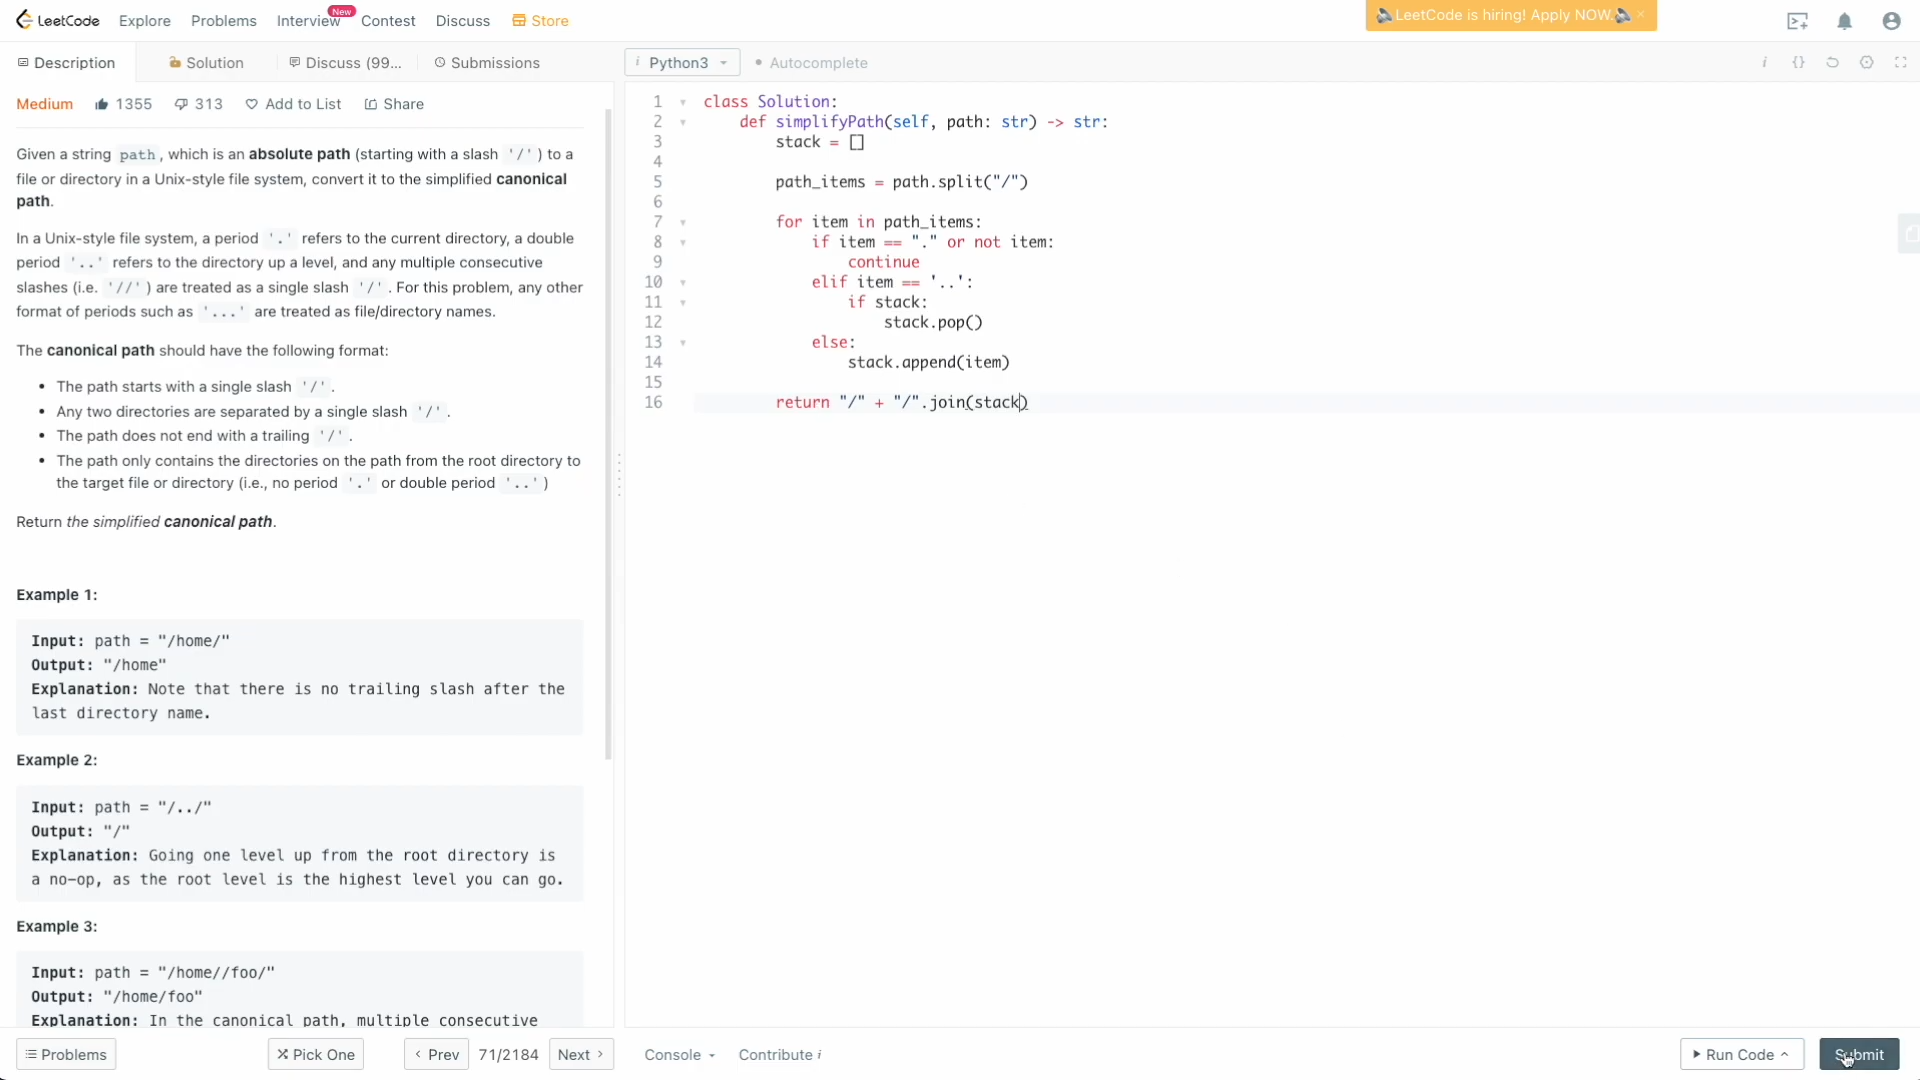 LeetCode Explore Problems Interview New Contest Discuss Store LeetCode is hiring! Apply NOW. ×
Description Solution Discuss (99... Submissions
i Python3 Autocomplete i {}
Medium 1355 313 Add to List Share
Given a string path, which is an absolute path (starting with a slash '/') to a
file or directory in a Unix-style file system, convert it to the simplified canonical
path.
In a Unix-style file system, a period '.' refers to the current directory, a double
period '..' refers to the directory up a level, and any multiple consecutive
slashes (i.e. '//') are treated as a single slash '/'. For this problem, any other
format of periods such as '...' are treated as file/directory names.
The canonical path should have the following format:
• The path starts with a single slash '/'.
• Any two directories are separated by a single slash '/'.
• The path does not end with a trailing '/'.
• The path only contains the directories on the path from the root directory to
the target file or directory (i.e., no period '.' or double period '..')
Return the simplified canonical path.
Example 1:
Input: path = "/home/"
Output: "/home"
Explanation: Note that there is no trailing slash after the
last directory name.
Example 2:
Input: path = "/../"
Output: "/"
Explanation: Going one level up from the root directory is
a no-op, as the root level is the highest level you can go.
Example 3:
Input: path = "/home//foo/"
Output: "/home/foo"
Explanation: In the canonical path, multiple consecutive
1 class Solution:
2     def simplifyPath(self, path: str) -> str:
3         stack = []
4
5         path_items = path.split("/")
6
7         for item in path_items:
8             if item == "." or not item:
9                 continue
10             elif item == '..':
11                 if stack:
12                     stack.pop()
13             else:
14                 stack.append(item)
15
16         return "/" + "/".join(stack)
Problems Pick One Prev 71/2184 Next Console Contribute i Run Code Submit